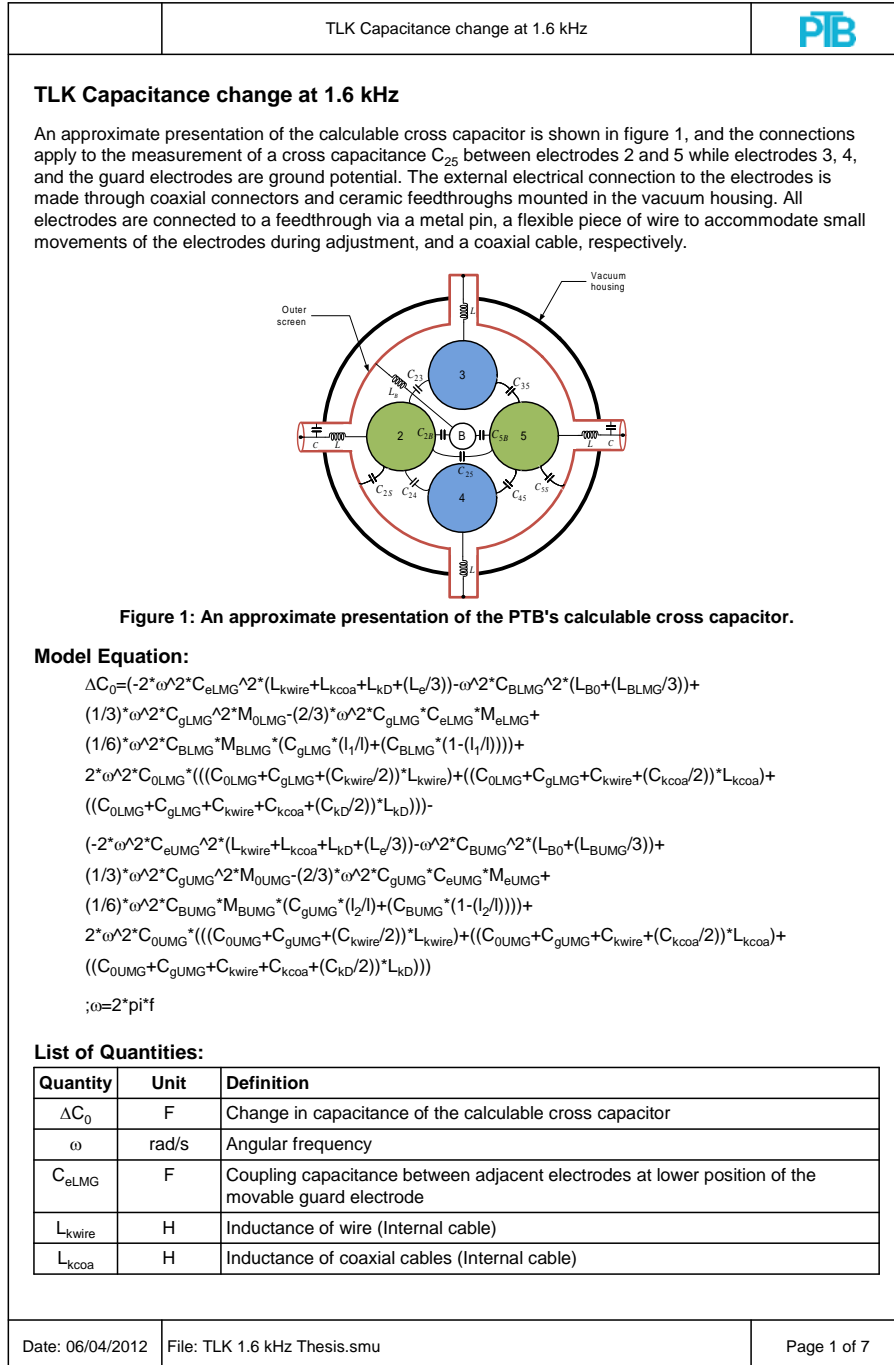 TLK Capacitance change at 1.6 kHz
PTB
TLK Capacitance change at 1.6 kHz
An approximate presentation of the calculable cross capacitor is shown in figure 1, and the connections
apply to the measurement of a cross capacitance C25 between electrodes 2 and 5 while electrodes 3, 4,
and the guard electrodes are ground potential. The external electrical connection to the electrodes is
made through coaxial connectors and ceramic feedthroughs mounted in the vacuum housing. All
electrodes are connected to a feedthrough via a metal pin, a flexible piece of wire to accommodate small
movements of the electrodes during adjustment, and a coaxial cable, respectively.
Vacuum
housing
Outer
screen
L
3
C23
C35
LB
2
C2B
B
C5B
5
C
L
L
C
C25
C2S
C24
4
C45
C5S
L
Figure 1: An approximate presentation of the PTB's calculable cross capacitor.
Model Equation:
ΔC0=(-2*ω^2*CeLMG^2*(Lkwire+Lkcoa+LkD+(Le/3))-ω^2*CBLMG^2*(LB0+(LBLMG/3))+
(1/3)*ω^2*CgLMG^2*M0LMG-(2/3)*ω^2*CgLMG*CeLMG*MeLMG+
(1/6)*ω^2*CBLMG*MBLMG*(CgLMG*(l1/l)+(CBLMG*(1-(l1/l))))+
2*ω^2*C0LMG*(((C0LMG+CgLMG+(Ckwire/2))*Lkwire)+((C0LMG+CgLMG+Ckwire+(Ckcoa/2))*Lkcoa)+
((C0LMG+CgLMG+Ckwire+Ckcoa+(CkD/2))*LkD)))-
(-2*ω^2*CeUMG^2*(Lkwire+Lkcoa+LkD+(Le/3))-ω^2*CBUMG^2*(LB0+(LBUMG/3))+
(1/3)*ω^2*CgUMG^2*M0UMG-(2/3)*ω^2*CgUMG*CeUMG*MeUMG+
(1/6)*ω^2*CBUMG*MBUMG*(CgUMG*(l2/l)+(CBUMG*(1-(l2/l))))+
2*ω^2*C0UMG*(((C0UMG+CgUMG+(Ckwire/2))*Lkwire)+((C0UMG+CgUMG+Ckwire+(Ckcoa/2))*Lkcoa)+
((C0UMG+CgUMG+Ckwire+Ckcoa+(CkD/2))*LkD)))
;ω=2*pi*f
List of Quantities:
Quantity Unit Definition
ΔC0 F Change in capacitance of the calculable cross capacitor
ω rad/s Angular frequency
CeLMG F Coupling capacitance between adjacent electrodes at lower position of the
movable guard electrode
Lkwire H Inductance of wire (Internal cable)
Lkcoa H Inductance of coaxial cables (Internal cable)
Date: 06/04/2012 File: TLK 1.6 kHz Thesis.smu Page 1 of 7